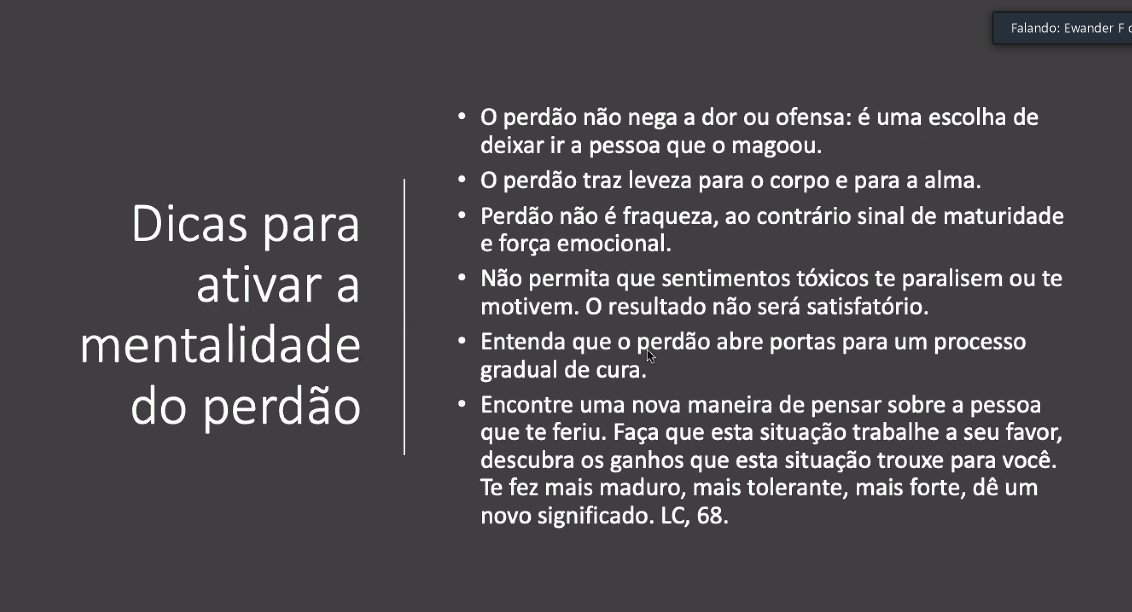 Falando: Ewander F
Dicas para
ativar a
mentalidade
do perdão
• O perdão não nega a dor ou ofensa: é uma escolha de
deixar ir a pessoa que o magoou.
• O perdão traz leveza para o corpo e para a alma.
• Perdão não é fraqueza, ao contrário sinal de maturidade
e força emocional.
• Não permita que sentimentos tóxicos te paralisem ou te
motivem. O resultado não será satisfatório.
• Entenda que o perdão abre portas para um processo
gradual de cura.
• Encontre uma nova maneira de pensar sobre a pessoa
que te feriu. Faça que esta situação trabalhe a seu favor,
descubra os ganhos que esta situação trouxe para você.
Te fez mais maduro, mais tolerante, mais forte, dê um
novo significado. LC, 68.